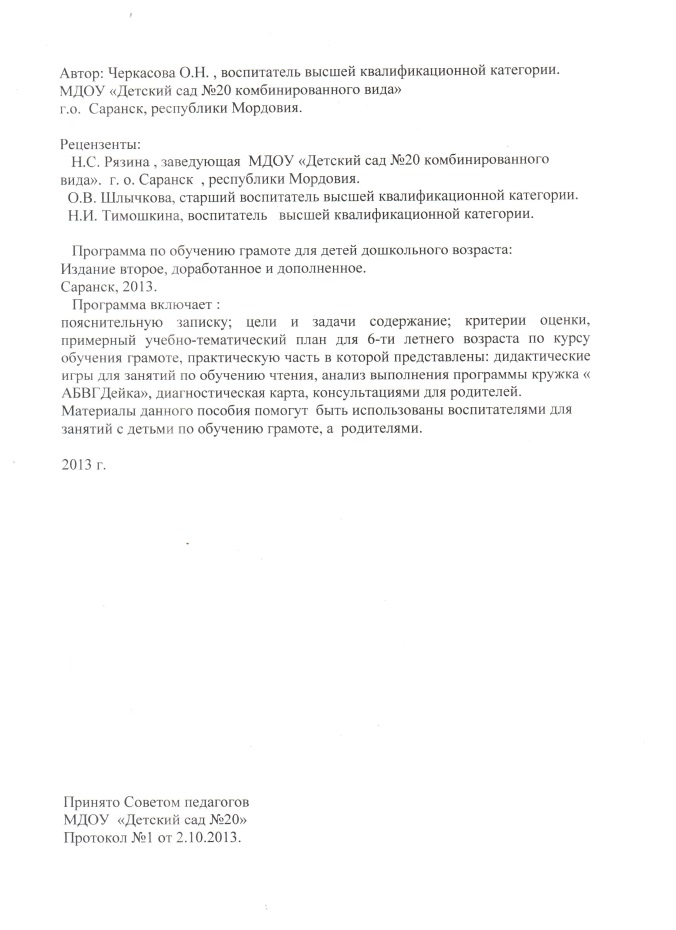 Автор: Черкасова О.Н. , воспитатель высшей квалификационной категории.
МДОУ «Детский сад №20 комбинированного вида»
г.о. Саранск, республики Мордовия.
Рецензенты:
Н.С. Рязина , заведующая МДОУ «Детский сад №20 комбинированного
вида». г. о. Саранск , республики Мордовия.
О.В. Шлычкова, старший воспитатель высшей квалификационной категории.
Н.И. Тимошкина, воспитатель высшей квалификационной категории.
Программа по обучению грамоте для детей дошкольного возраста:
Издание второе, доработанное и дополненное.
Саранск, 2013.
Программа включает :
пояснительную записку; цели и задачи содержание; критерии оценки,
примерный учебно-тематический план для 6-ти летнего возраста по курсу
обучения грамоте, практическую часть в которой представлены: дидактические
игры для занятий по обучению чтения, анализ выполнения программы кружка «
АБВГДейка», диагностическая карта, консультациями для родителей.
Материалы данного пособия помогут быть использованы воспитателями для
занятий с детьми по обучению грамоте, а родителями.
2013 г.
Принято Советом педагогов
МДОУ «Детский сад №20»
Протокол №1 от 2.10.2013.